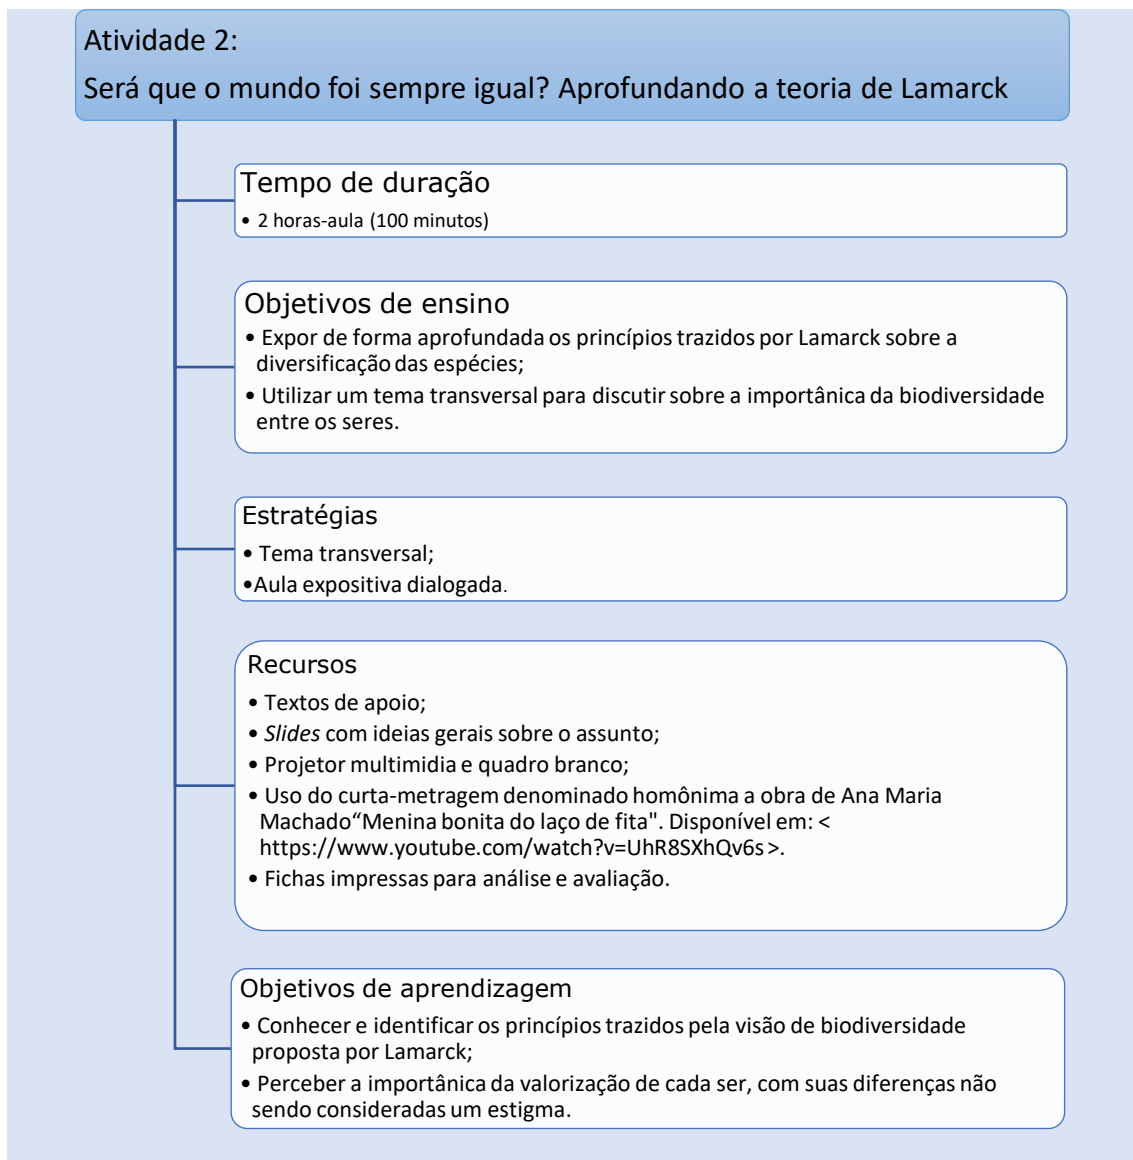 Atividade 2:
Será que o mundo foi sempre igual? Aprofundando a teoria de Lamarck
Tempo de duração
• 2 horas-aula (100 minutos)
Objetivos de ensino
• Expor de forma aprofundada os princípios trazidos por Lamarck sobre a
diversificação das espécies;
• Utilizar um tema transversal para discutir sobre a importânica da biodiversidade
entre os seres.
Estratégias
• Tema transversal;
•Aula expositiva dialogada.
Recursos
• Textos de apoio;
• Slides com ideias gerais sobre o assunto;
• Projetor multimidia e quadro branco;
• Uso do curta-metragem denominado homônima a obra de Ana Maria
Machado“Menina bonita do laço de fita". Disponível em: <
https://www.youtube.com/watch?v=UhR8SXhQv6s>.
• Fichas impressas para análise e avaliação.
Objetivos de aprendizagem
• Conhecer e identificar os princípios trazidos pela visão de biodiversidade
proposta por Lamarck;
• Perceber a importânica da valorização de cada ser, com suas diferenças não
sendo consideradas um estigma.